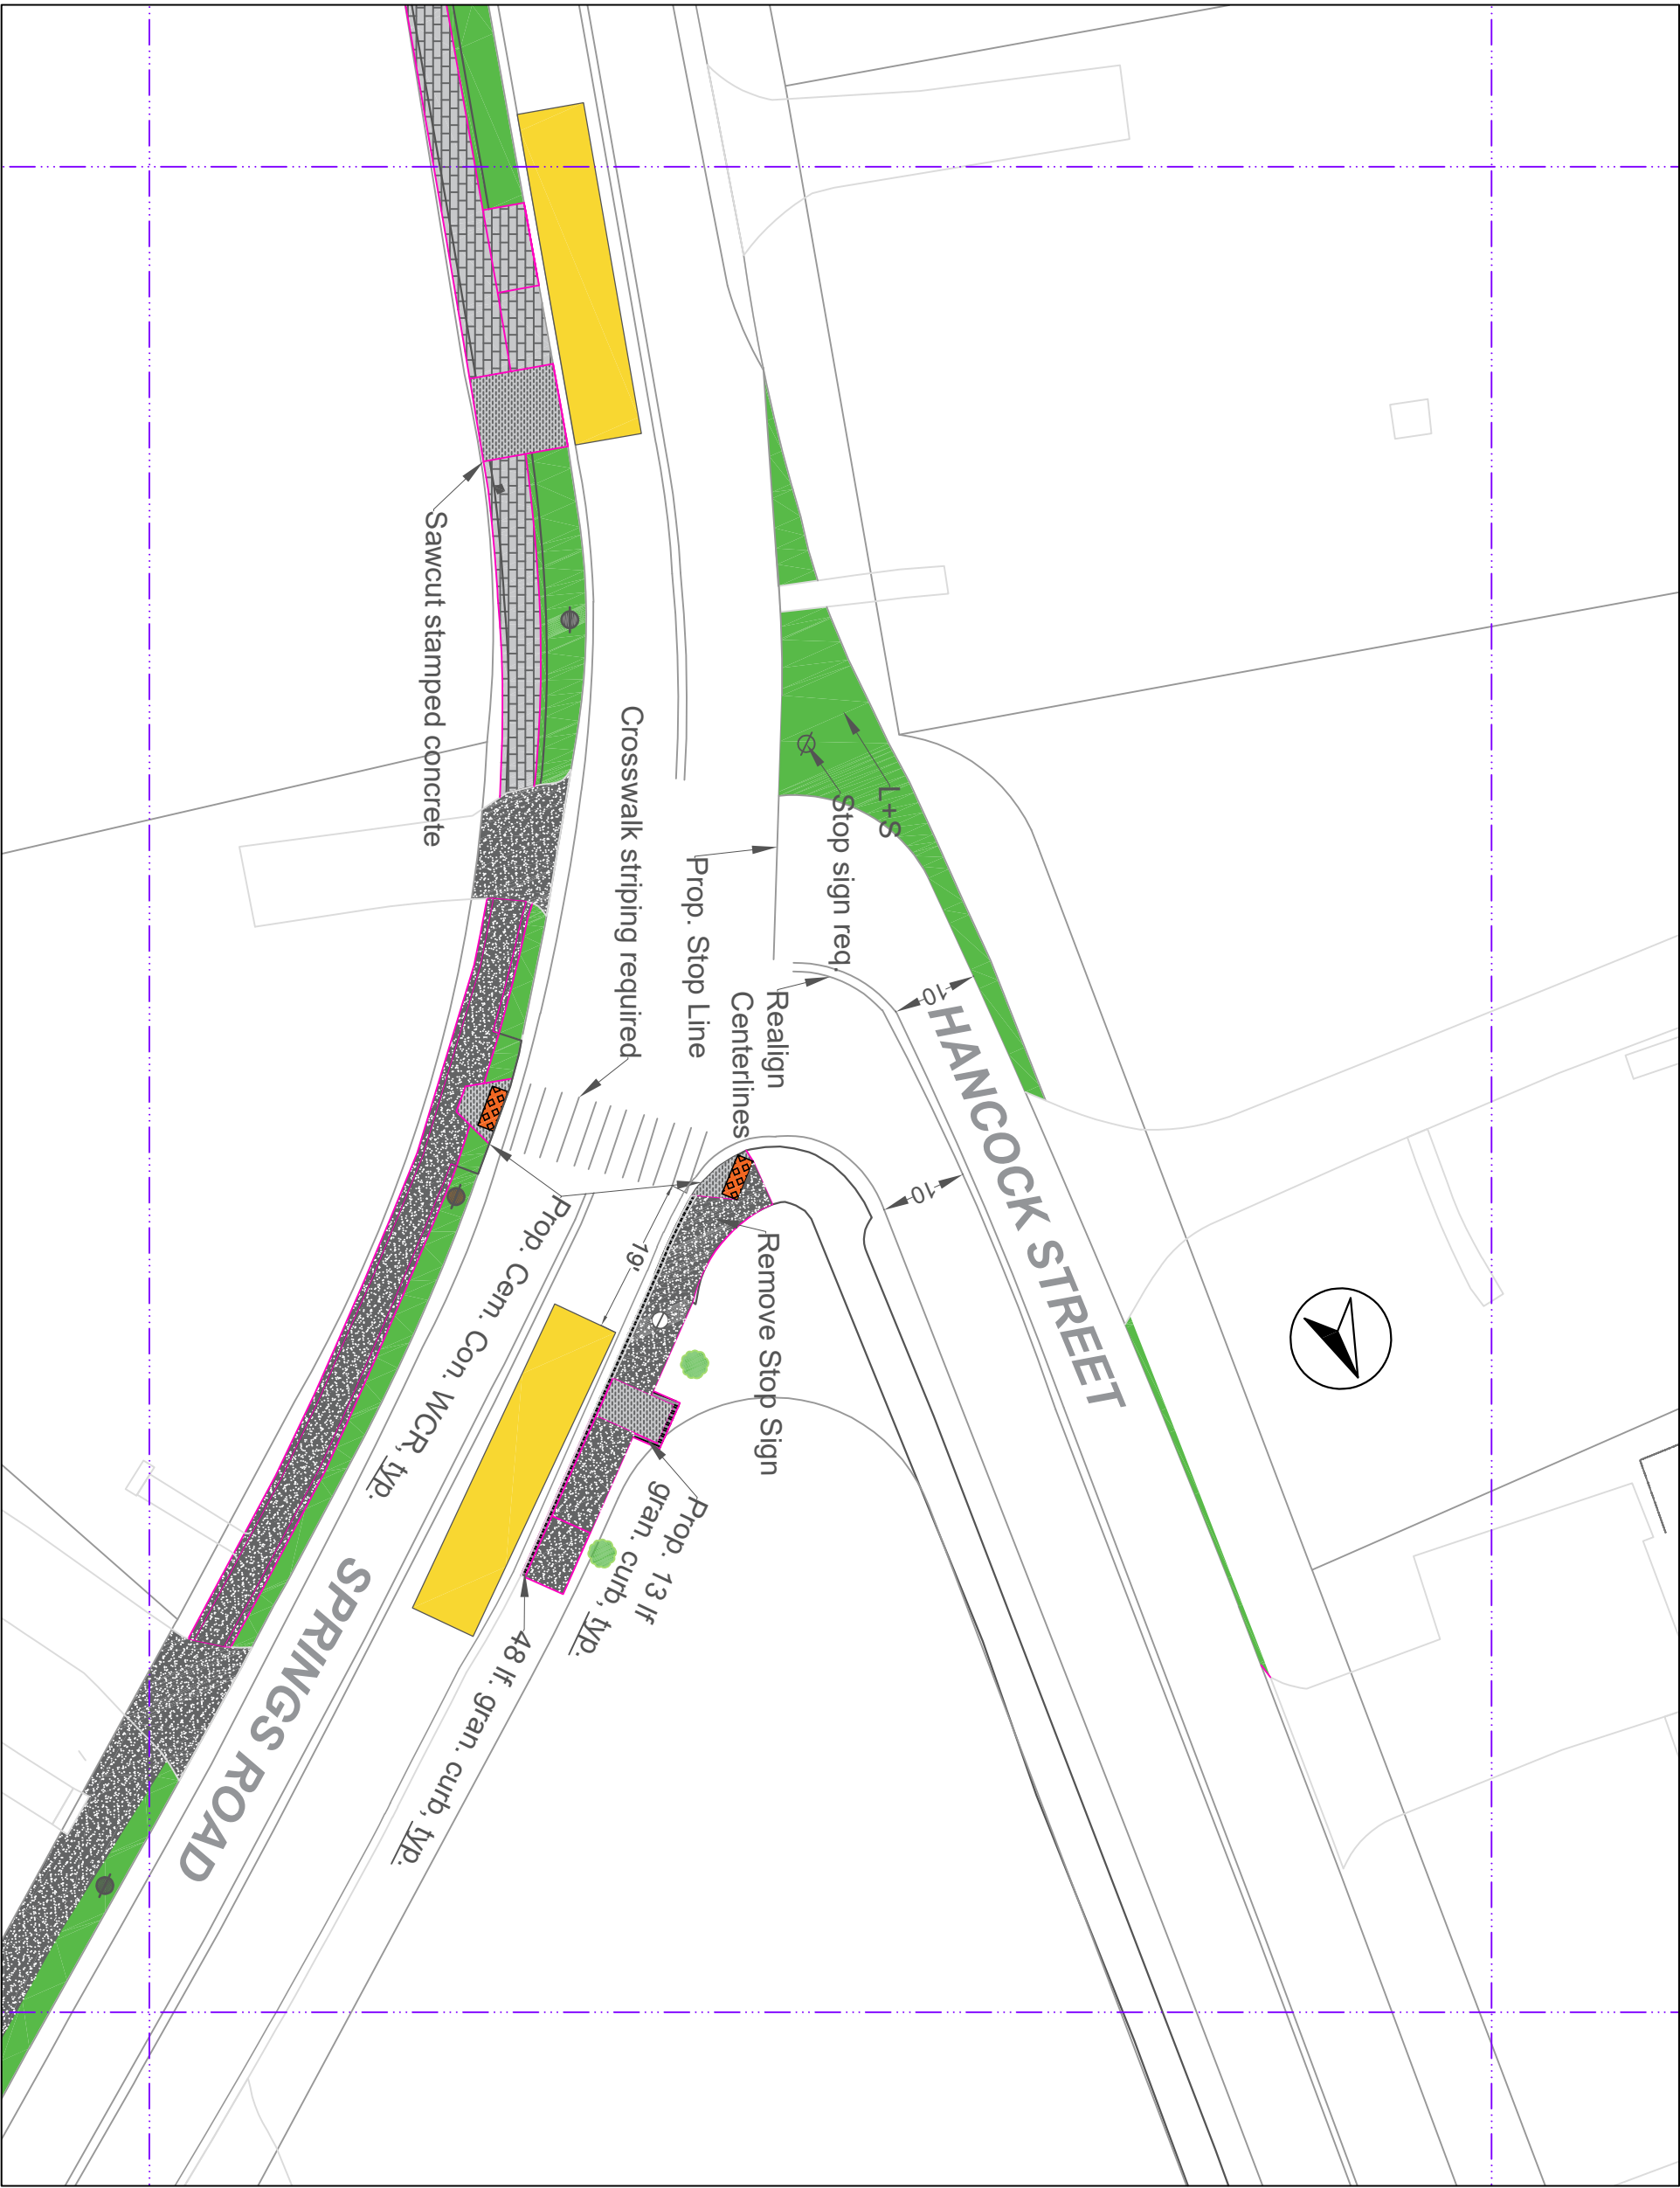 HANCOCK STREET
L+S
Stop sign req.
10
10
Realign
Centerlines
Prop. Stop Line
Remove Stop Sign
Crosswalk striping required
Prop. 13 lf
gran. curb, typ.
19'
48 lf. gran. curb, typ.
Prop. Cem. Con. WCR, typ.
Sawcut stamped concrete
SPRINGS ROAD